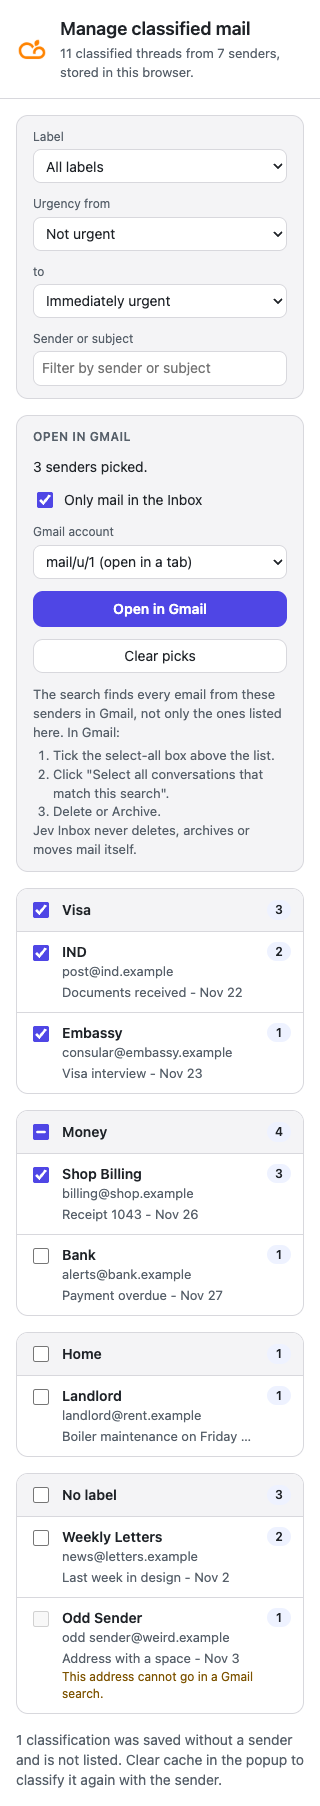 Manage classified mail
11 classified threads from 7 senders,
stored in this browser.
Label
All labels
Urgency from
Not urgent
to
Immediately urgent
Sender or subject
Filter by sender or subject
OPEN IN GMAIL
3 senders picked.
Only mail in the Inbox
Gmail account
mail/u/1 (open in a tab)
Open in Gmail
Clear picks
The search finds every email from these
senders in Gmail, not only the ones listed
here. In Gmail:
1. Tick the select-all box above the list.
2. Click "Select all conversations that
match this search".
3. Delete or Archive.
Jev Inbox never deletes, archives or
moves mail itself.
Visa 3
IND 2
post@ind.example
Documents received - Nov 22
Embassy 1
consular@embassy.example
Visa interview - Nov 23
Money 4
Shop Billing 3
billing@shop.example
Receipt 1043 - Nov 26
Bank 1
alerts@bank.example
Payment overdue - Nov 27
Home 1
Landlord 1
landlord@rent.example
Boiler maintenance on Friday ...
No label 3
Weekly Letters 2
news@letters.example
Last week in design - Nov 2
Odd Sender 1
odd sender@weird.example
Address with a space - Nov 3
This address cannot go in a Gmail
search.
1 classification was saved without a sender
and is not listed. Clear cache in the popup to
classify it again with the sender.